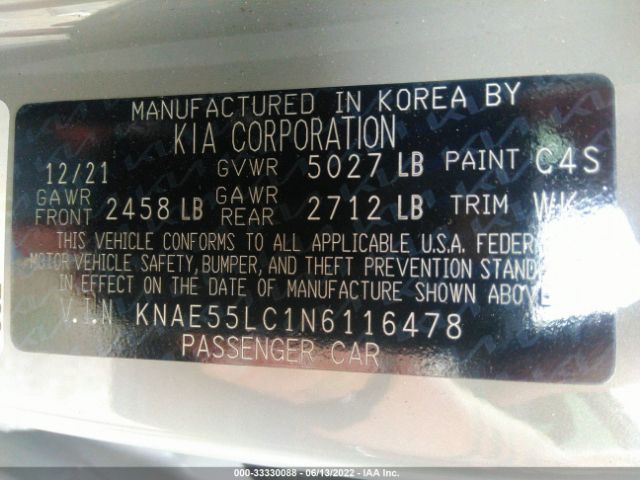 MANUFACTURED IN KOREA BY
KIA CORPORATION
12/21 GVWR 5027 LB PAINT C4S
GAWR FRONT 2458 LB GAWR REAR 2712 LB TRIM WK
THIS VEHICLE CONFORMS TO ALL APPLICABLE U.S.A. FEDER
MOTOR VEHICLE SAFETY, BUMPER, AND THEFT PREVENTION STAND
IN EFFECT ON THE DATE OF MANUFACTURE SHOWN ABOVE
V.I.N KNAE55LC1N6116478
PASSENGER CAR
000-33330088 - 06/13/2022 - IAA Inc.